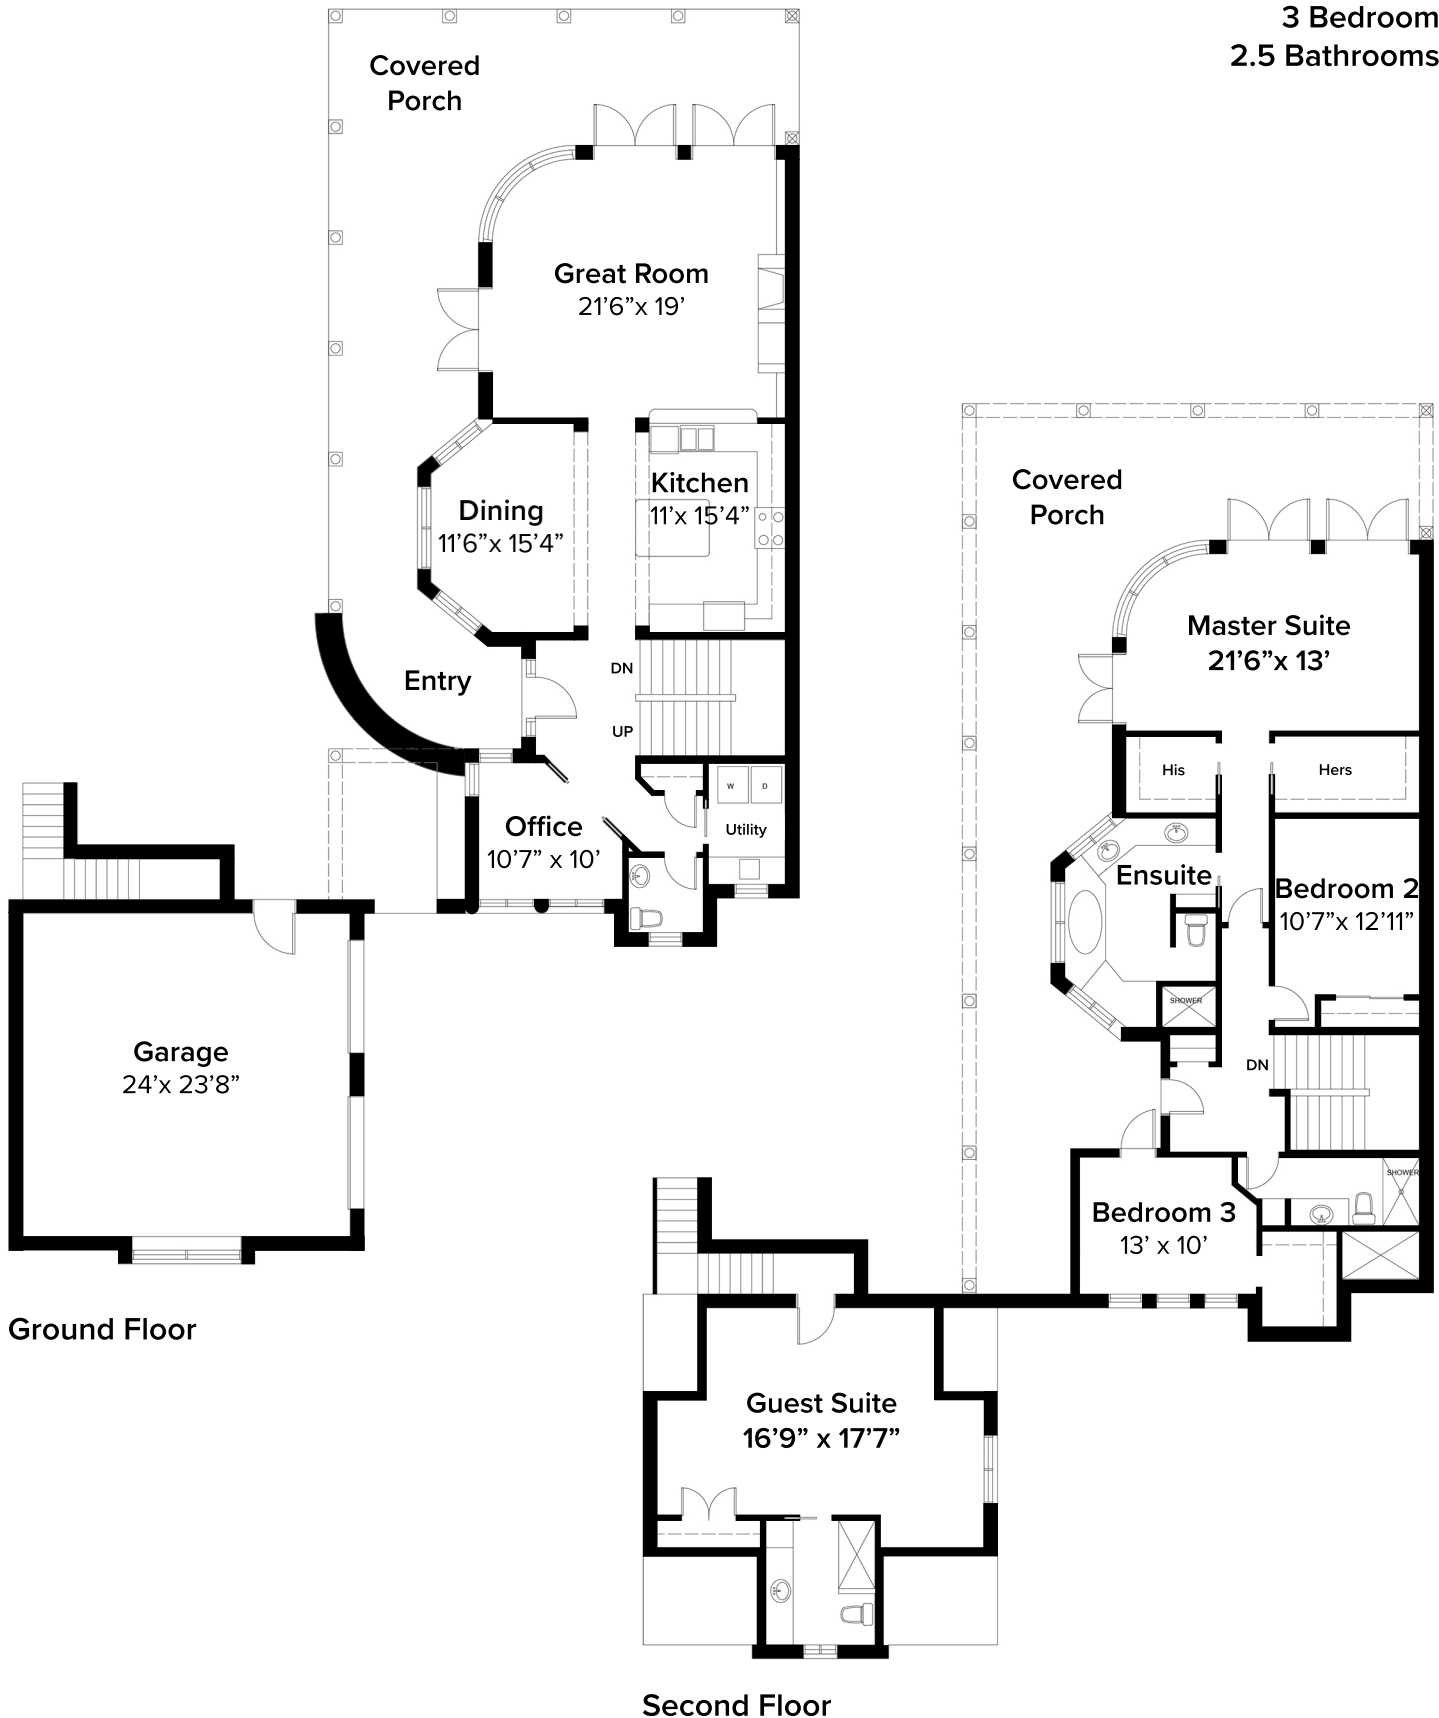 3 Bedroom
2.5 Bathrooms
Covered
Porch
Great Room
21’6”x 19’
Kitchen
11’x 15’4”
Dining
11’6”x 15’4”
Entry
DN
UP
W
D
Utility
Office
10’7” x 10’
Garage
24’x 23’8”
Ground Floor
Covered
Porch
Master Suite
21’6”x 13’
His
Hers
Ensuite
Bedroom 2
10’7”x 12’11”
SHOWER
DN
SHOWER
Bedroom 3
13’ x 10’
Guest Suite
16’9” x 17’7”
Second Floor